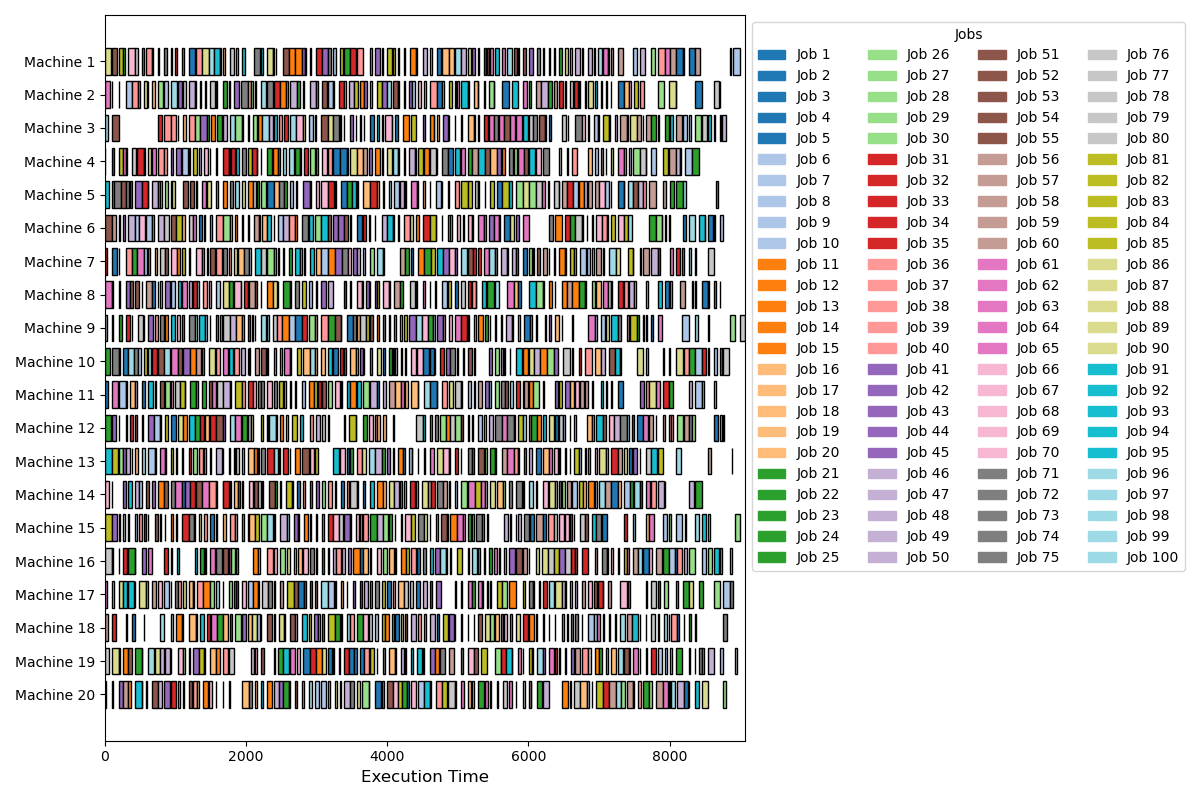 Jobs
Machine 1
Machine 2
Machine 3
Machine 4
Machine 5
Machine 6
Machine 7
Machine 8
Machine 9
Machine 10
Machine 11
Machine 12
Machine 13
Machine 14
Machine 15
Machine 16
Machine 17
Machine 18
Machine 19
Machine 20
0 2000 4000 6000 8000
Execution Time
Job 1 Job 26 Job 51 Job 76
Job 2 Job 27 Job 52 Job 77
Job 3 Job 28 Job 53 Job 78
Job 4 Job 29 Job 54 Job 79
Job 5 Job 30 Job 55 Job 80
Job 6 Job 31 Job 56 Job 81
Job 7 Job 32 Job 57 Job 82
Job 8 Job 33 Job 58 Job 83
Job 9 Job 34 Job 59 Job 84
Job 10 Job 35 Job 60 Job 85
Job 11 Job 36 Job 61 Job 86
Job 12 Job 37 Job 62 Job 87
Job 13 Job 38 Job 63 Job 88
Job 14 Job 39 Job 64 Job 89
Job 15 Job 40 Job 65 Job 90
Job 16 Job 41 Job 66 Job 91
Job 17 Job 42 Job 67 Job 92
Job 18 Job 43 Job 68 Job 93
Job 19 Job 44 Job 69 Job 94
Job 20 Job 45 Job 70 Job 95
Job 21 Job 46 Job 71 Job 96
Job 22 Job 47 Job 72 Job 97
Job 23 Job 48 Job 73 Job 98
Job 24 Job 49 Job 74 Job 99
Job 25 Job 50 Job 75 Job 100